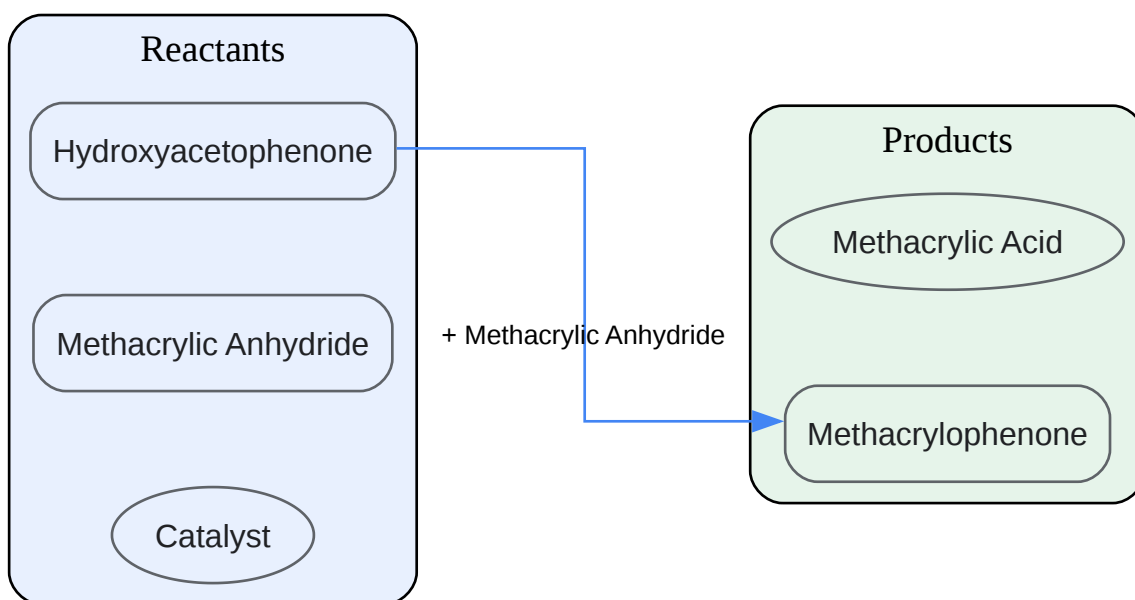 Reactants
Hydroxyacetophenone
Methacrylic Anhydride
Catalyst
+ Methacrylic Anhydride
Products
Methacrylic Acid
Methacrylophenone